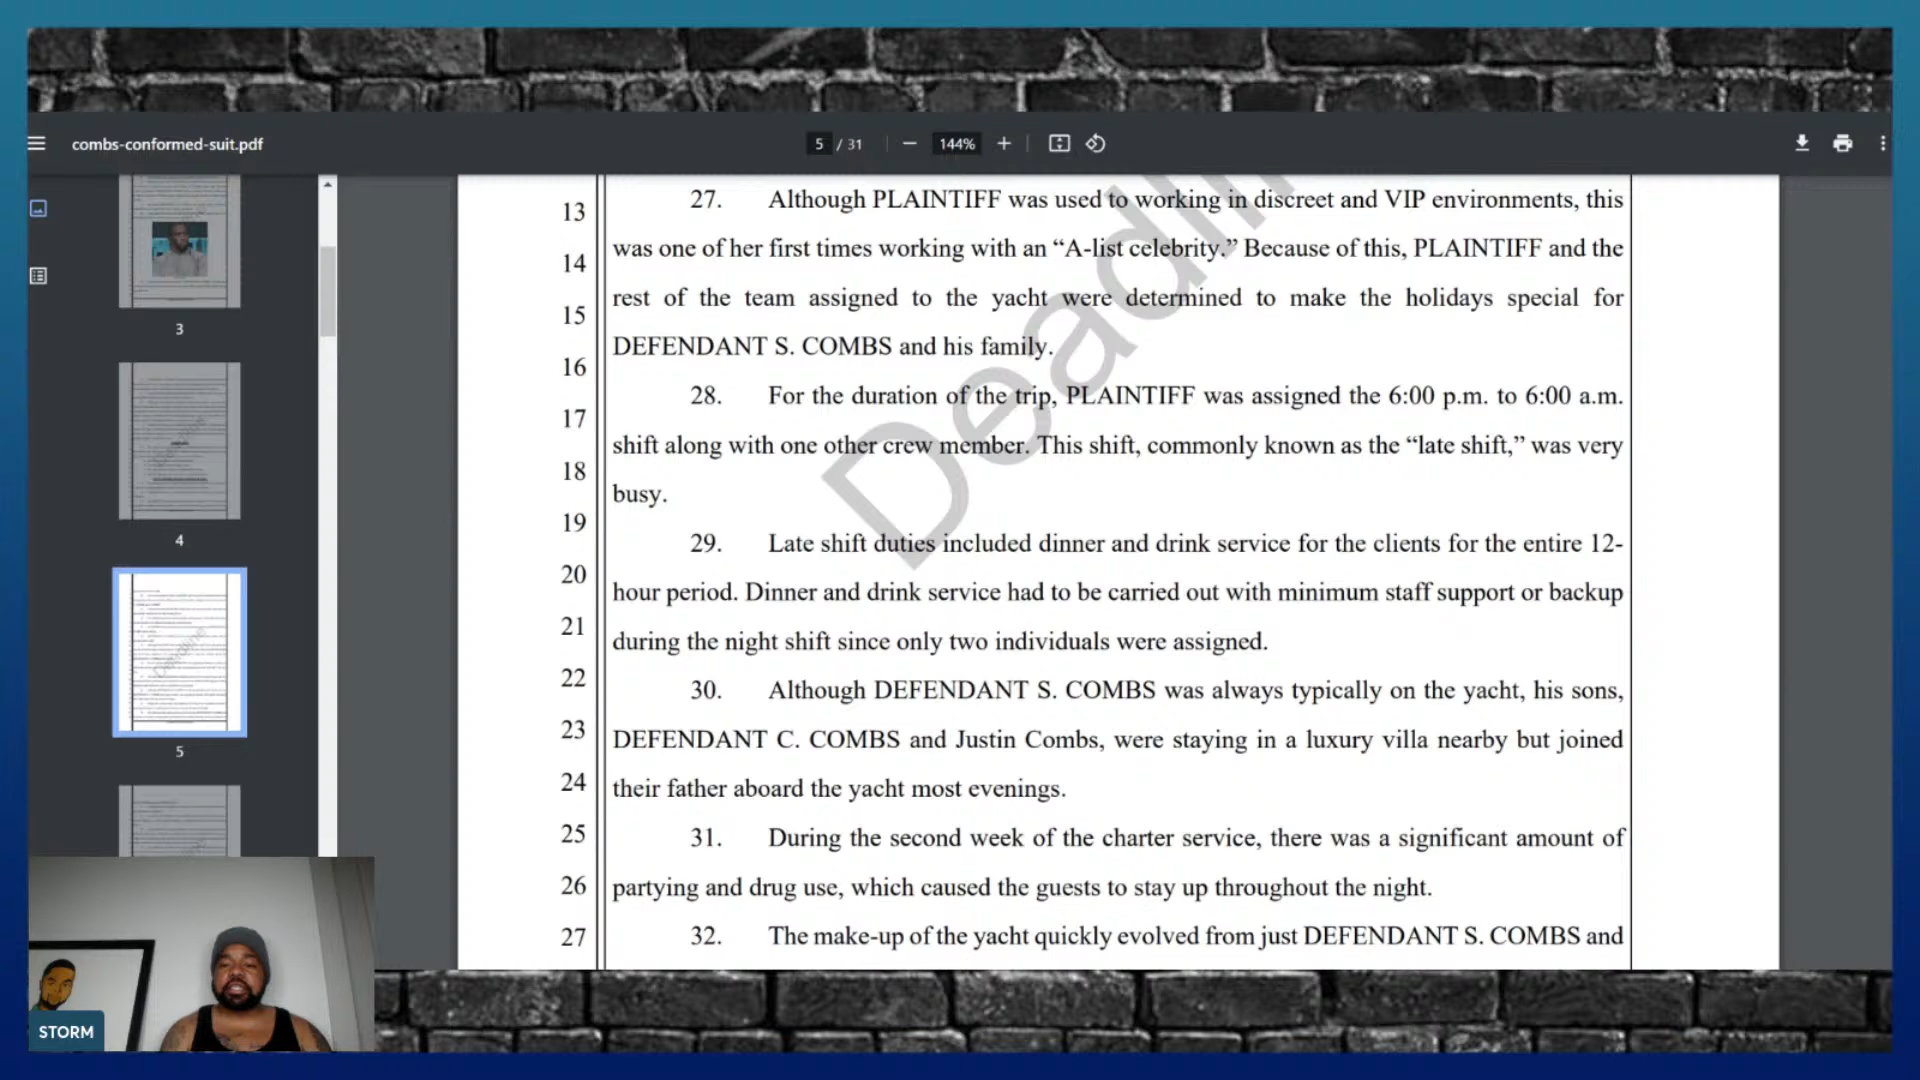 combs-conformed-suit.pdf
5 / 31
144%
3
4
5
Deadlin
13
14
15
16
17
18
19
20
21
22
23
24
25
26
27
27. Although PLAINTIFF was used to working in discreet and VIP environments, this
was one of her first times working with an “A-list celebrity.” Because of this, PLAINTIFF and the
rest of the team assigned to the yacht were determined to make the holidays special for
DEFENDANT S. COMBS and his family.
28. For the duration of the trip, PLAINTIFF was assigned the 6:00 p.m. to 6:00 a.m.
shift along with one other crew member. This shift, commonly known as the “late shift,” was very
busy.
29. Late shift duties included dinner and drink service for the clients for the entire 12-
hour period. Dinner and drink service had to be carried out with minimum staff support or backup
during the night shift since only two individuals were assigned.
30. Although DEFENDANT S. COMBS was always typically on the yacht, his sons,
DEFENDANT C. COMBS and Justin Combs, were staying in a luxury villa nearby but joined
their father aboard the yacht most evenings.
31. During the second week of the charter service, there was a significant amount of
partying and drug use, which caused the guests to stay up throughout the night.
32. The make-up of the yacht quickly evolved from just DEFENDANT S. COMBS and
STORM